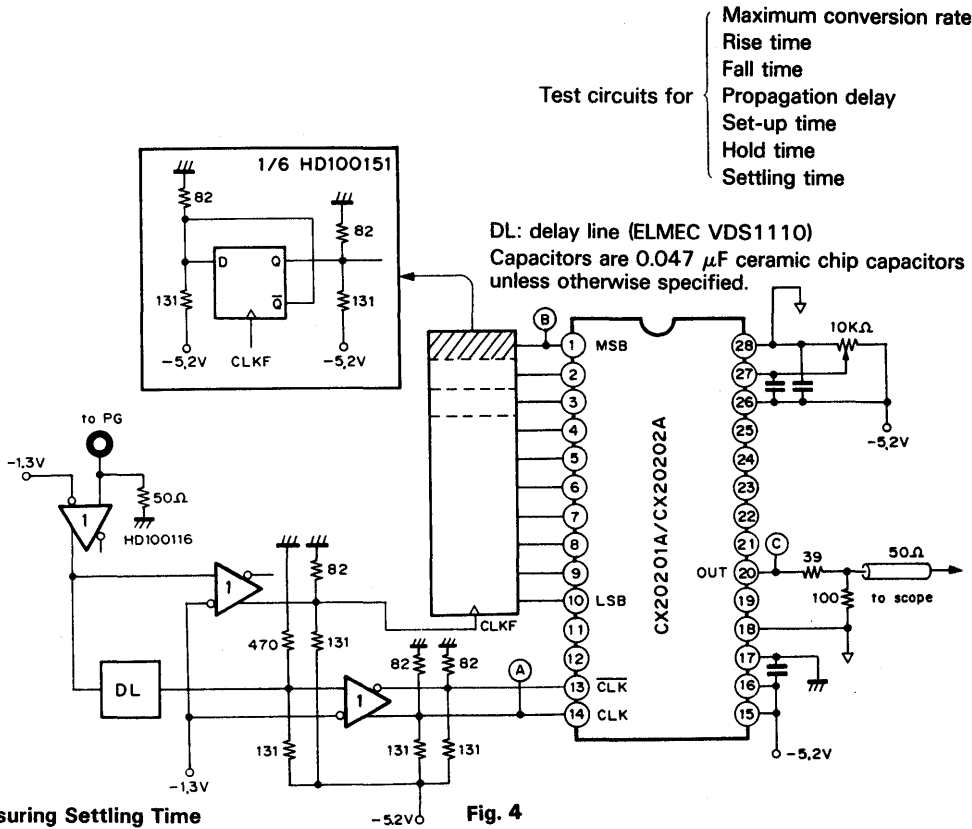 Test circuits for
Maximum conversion rate
Rise time
Fall time
Propagation delay
Set-up time
Hold time
Settling time
1/6 HD100151
82
82
D
Q
Q̅
131
131
-5.2V
CLKF
-5.2V
DL: delay line (ELMEC VDS1110)
Capacitors are 0.047 μF ceramic chip capacitors
unless otherwise specified.
B
1
MSB
2
3
4
5
6
7
8
9
10
LSB
11
12
13
C̅L̅K̅
14
CLK
CX20201A/CX20202A
28
27
26
25
24
23
22
21
OUT
20
19
18
17
16
15
10KΩ
-5.2V
C
39
50Ω
100
to scope
-5.2V
to PG
-1.3V
50Ω
1
HD100116
1
82
CLKF
470
131
82
82
A
DL
1
131
131
131
-1.3V
-5.2V
suring Settling Time
Fig. 4